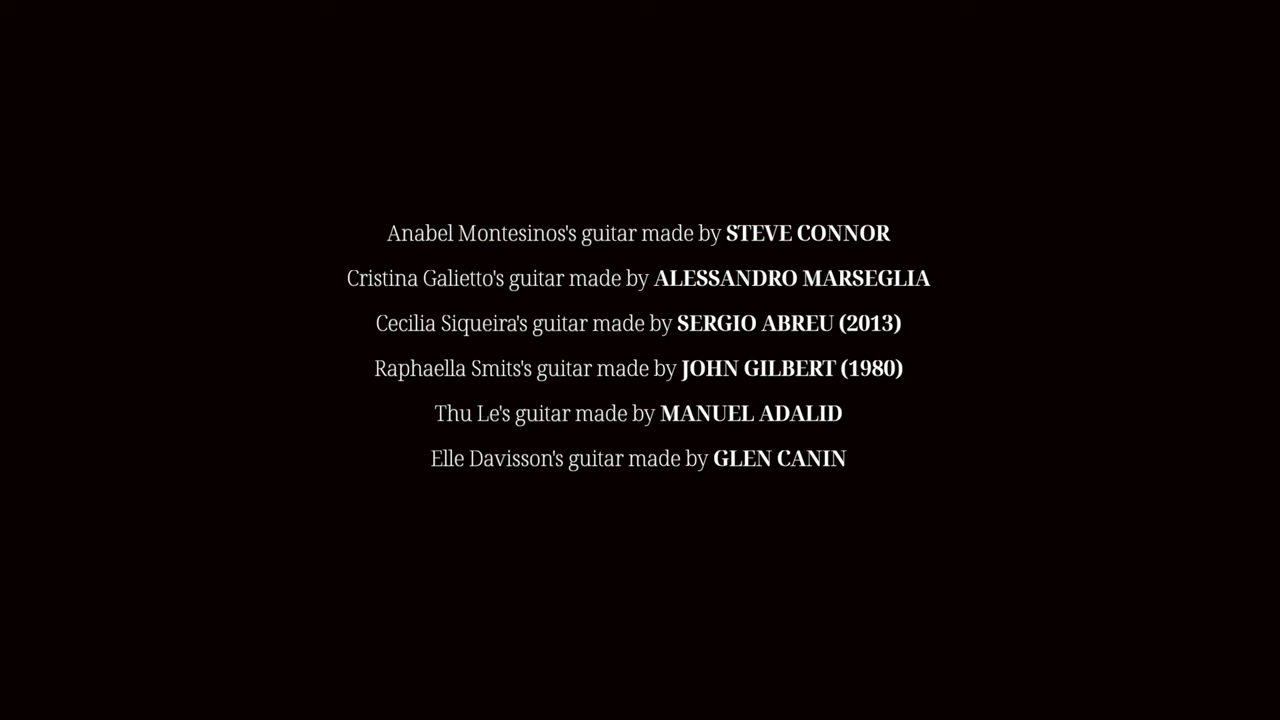 Anabel Montesinos's guitar made by STEVE CONNOR
Cristina Galietto's guitar made by ALESSANDRO MARSEGLIA
Cecilia Siqueira's guitar made by SERGIO ABREU (2013)
Raphaella Smits's guitar made by JOHN GILBERT (1980)
Thu Le's guitar made by MANUEL ADALID
Elle Davisson's guitar made by GLEN CANIN